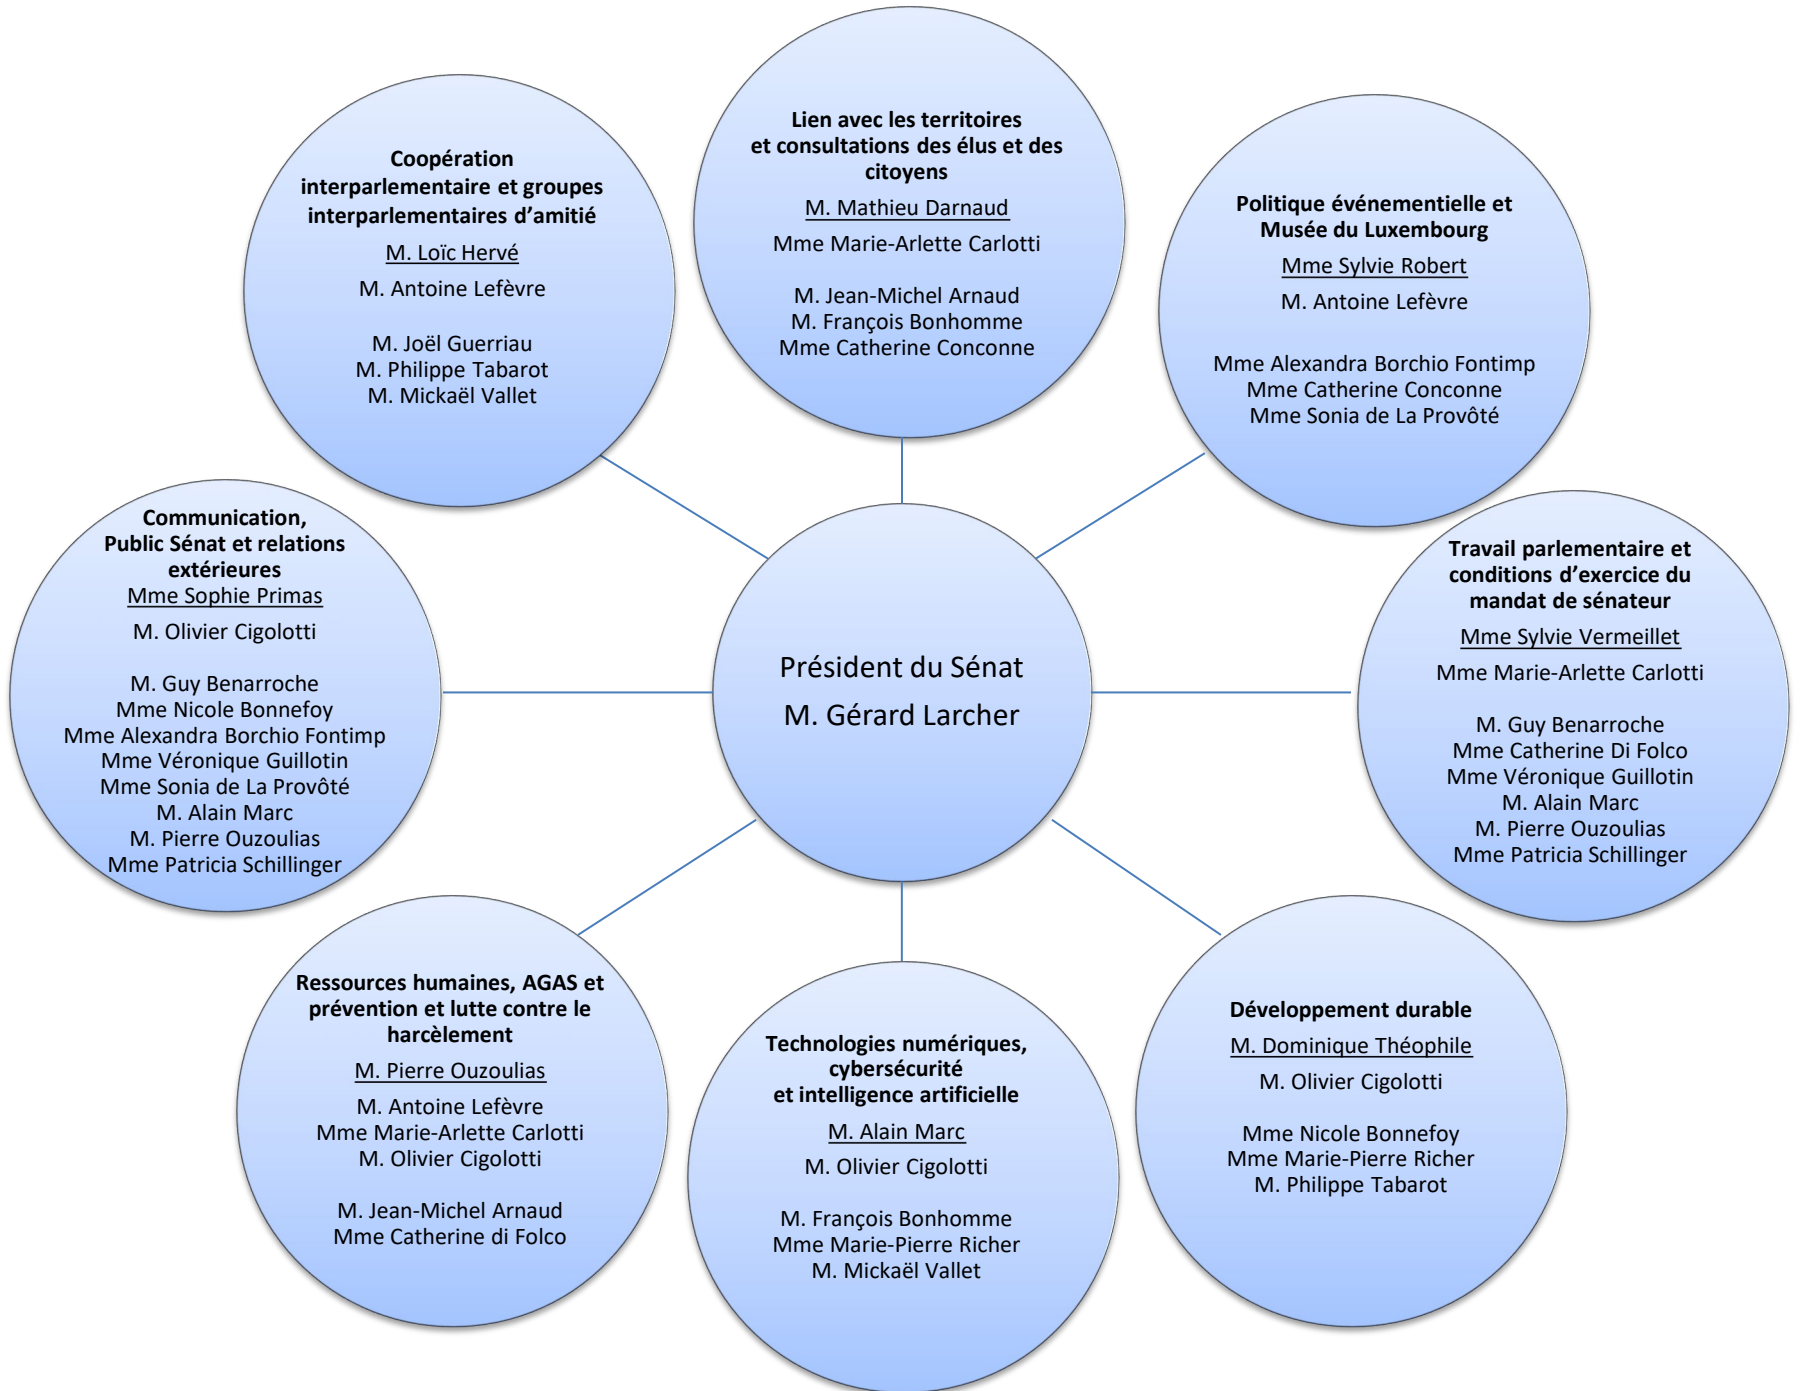 Lien avec les territoires
et consultations des élus et des
citoyens
M. Mathieu Darnaud
Mme Marie-Arlette Carlotti
M. Jean-Michel Arnaud
M. François Bonhomme
Mme Catherine Conconne
Coopération
interparlementaire et groupes
interparlementaires d’amitié
M. Loïc Hervé
M. Antoine Lefèvre
M. Joël Guerriau
M. Philippe Tabarot
M. Mickaël Vallet
Politique événementielle et
Musée du Luxembourg
Mme Sylvie Robert
M. Antoine Lefèvre
Mme Alexandra Borchio Fontimp
Mme Catherine Conconne
Mme Sonia de La Provôté
Communication,
Public Sénat et relations
extérieures
Mme Sophie Primas
M. Olivier Cigolotti
M. Guy Benarroche
Mme Nicole Bonnefoy
Mme Alexandra Borchio Fontimp
Mme Véronique Guillotin
Mme Sonia de La Provôté
M. Alain Marc
M. Pierre Ouzoulias
Mme Patricia Schillinger
Président du Sénat
M. Gérard Larcher
Travail parlementaire et
conditions d’exercice du
mandat de sénateur
Mme Sylvie Vermeillet
Mme Marie-Arlette Carlotti
M. Guy Benarroche
Mme Catherine Di Folco
Mme Véronique Guillotin
M. Alain Marc
M. Pierre Ouzoulias
Mme Patricia Schillinger
Ressources humaines, AGAS et
prévention et lutte contre le
harcèlement
M. Pierre Ouzoulias
M. Antoine Lefèvre
Mme Marie-Arlette Carlotti
M. Olivier Cigolotti
M. Jean-Michel Arnaud
Mme Catherine di Folco
Technologies numériques,
cybersécurité
et intelligence artificielle
M. Alain Marc
M. Olivier Cigolotti
M. François Bonhomme
Mme Marie-Pierre Richer
M. Mickaël Vallet
Développement durable
M. Dominique Théophile
M. Olivier Cigolotti
Mme Nicole Bonnefoy
Mme Marie-Pierre Richer
M. Philippe Tabarot